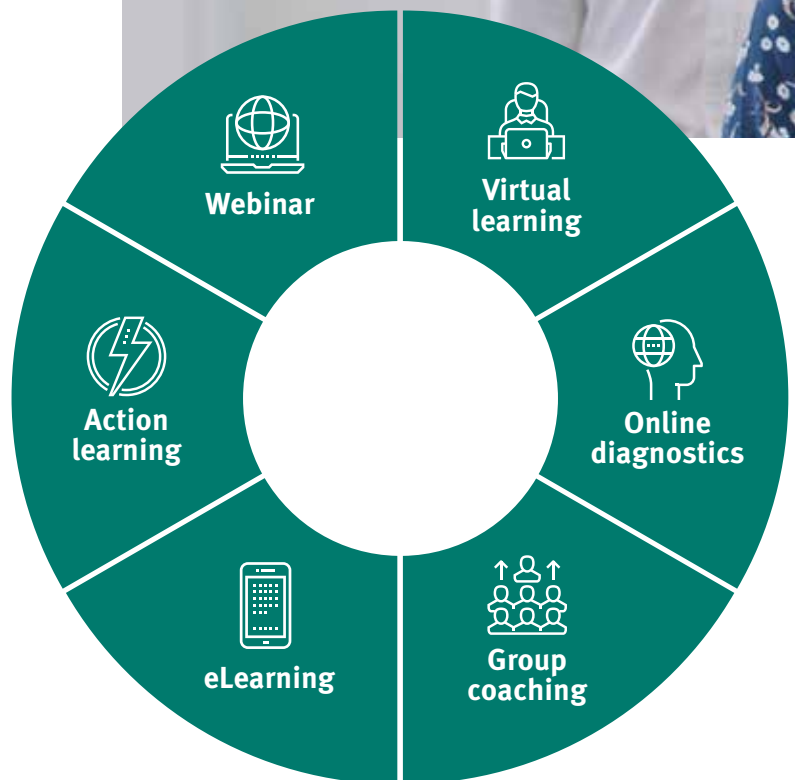 Webinar
Virtual
learning
Action
learning
Online
diagnostics
eLearning
Group
coaching